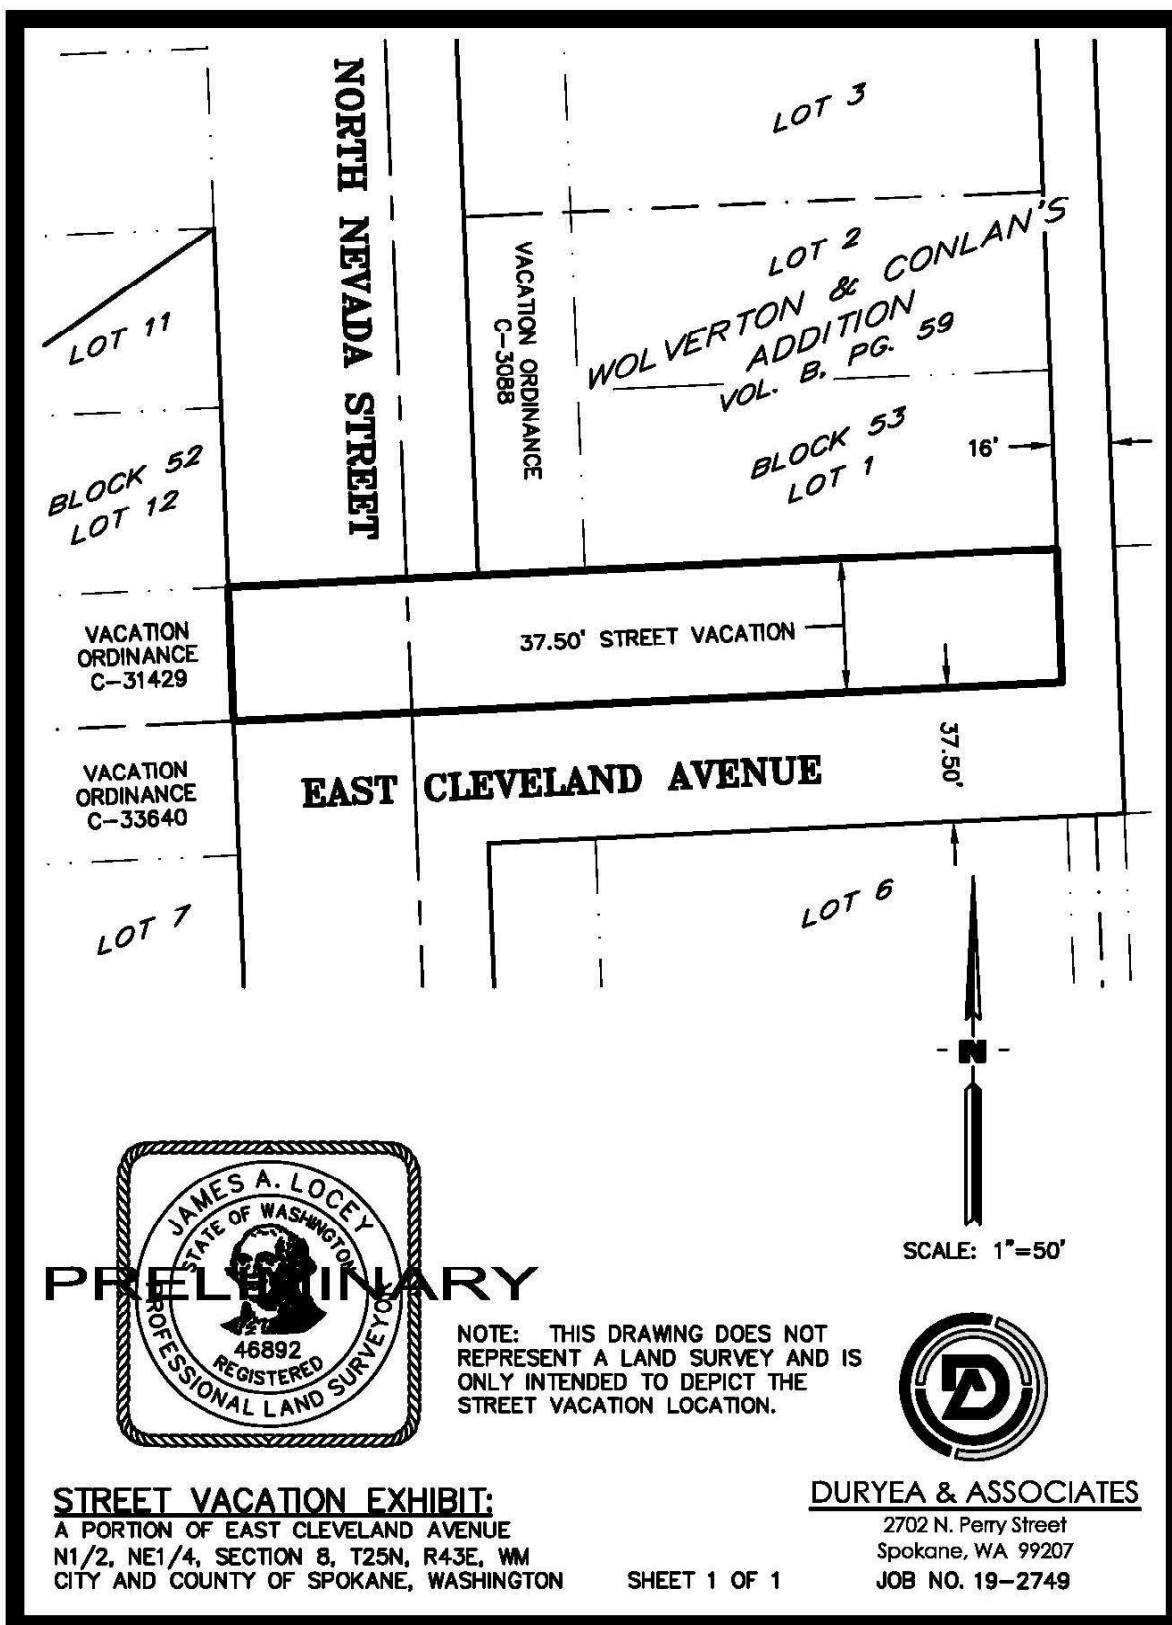 NORTH NEVADA STREET
LOT 3
LOT 2
WOLVERTON & CONLAN'S
ADDITION
VOL. B, PG. 59
VACATION ORDINANCE
C-3088
LOT 11
BLOCK 52
LOT 12
BLOCK 53
LOT 1
16'
VACATION
ORDINANCE
C-31429
37.50' STREET VACATION
37.50'
VACATION
ORDINANCE
C-33640
EAST CLEVELAND AVENUE
LOT 7
LOT 6
N
SCALE: 1"=50'
JAMES A. LOCEY
STATE OF WASHINGTON
PRELIMINARY
46892
REGISTERED
PROFESSIONAL LAND SURVEYOR
NOTE: THIS DRAWING DOES NOT
REPRESENT A LAND SURVEY AND IS
ONLY INTENDED TO DEPICT THE
STREET VACATION LOCATION.
DA
STREET VACATION EXHIBIT:
A PORTION OF EAST CLEVELAND AVENUE
N1/2, NE1/4, SECTION 8, T25N, R43E, WM
CITY AND COUNTY OF SPOKANE, WASHINGTON
SHEET 1 OF 1
DURYEA & ASSOCIATES
2702 N. Perry Street
Spokane, WA 99207
JOB NO. 19-2749